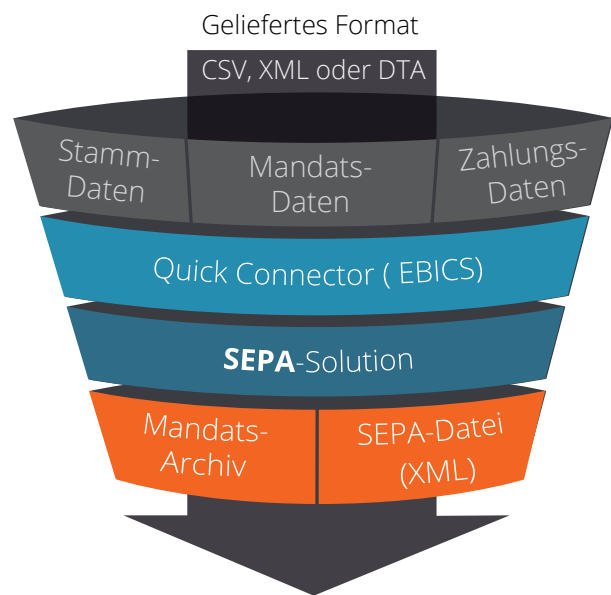 Geliefertes Format
CSV, XML oder DTA
Stamm-
Daten
Mandats-
Daten
Zahlungs-
Daten
Quick Connector ( EBICS)
SEPA-Solution
Mandats-
Archiv
SEPA-Datei
(XML)